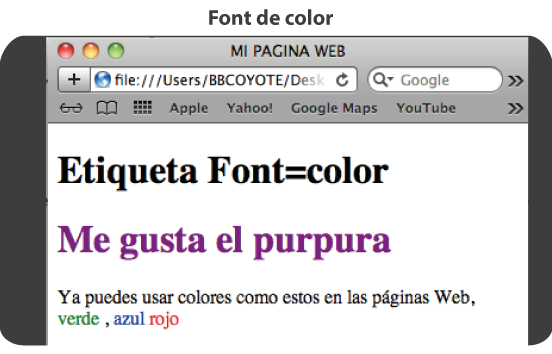 Font de color
MI PAGINA WEB
+ file:///Users/BBCOYOTE/Desk Google
Apple Yahoo! Google Maps YouTube
Etiqueta Font=color
Me gusta el purpura
Ya puedes usar colores como estos en las páginas Web,
verde , azul rojo